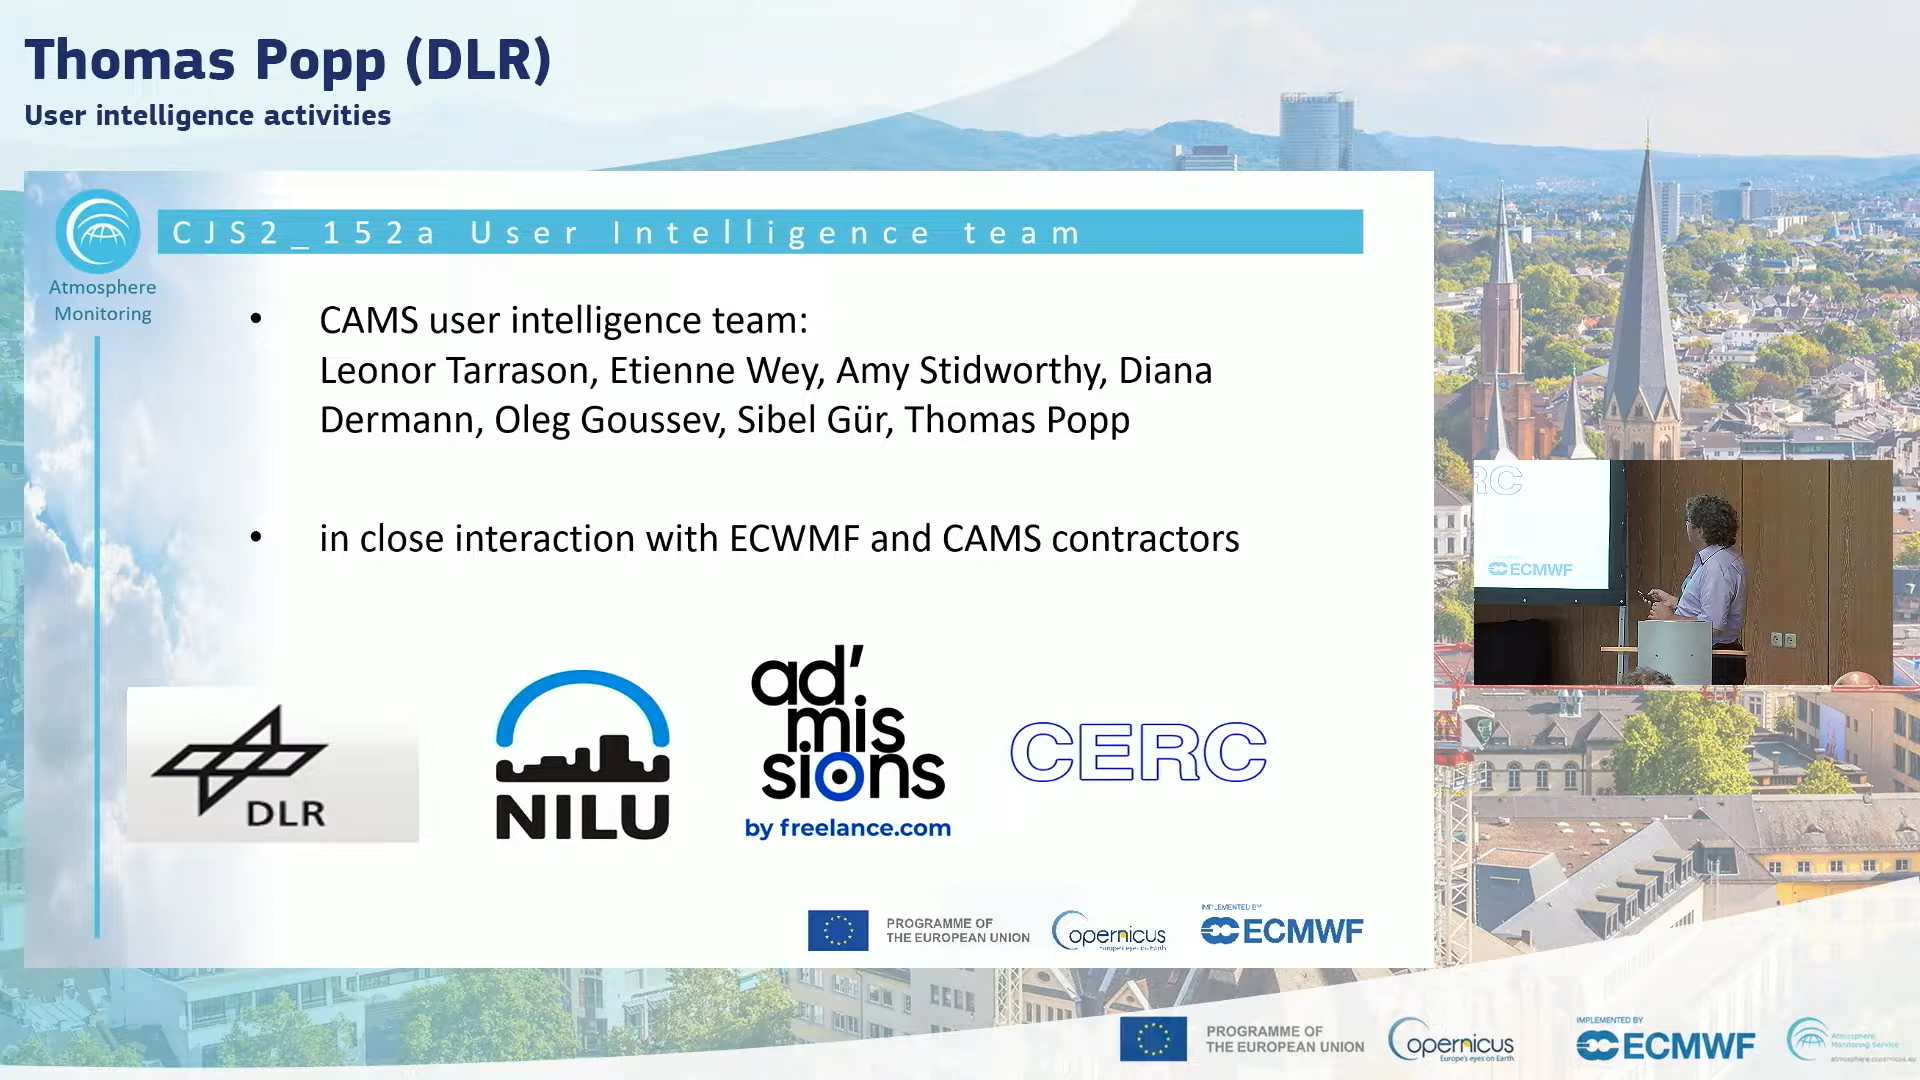 Thomas Popp (DLR)
User intelligence activities
Atmosphere
Monitoring
CJS2_152a User Intelligence team
• CAMS user intelligence team:
Leonor Tarrason, Etienne Wey, Amy Stidworthy, Diana
Dermann, Oleg Goussev, Sibel Gür, Thomas Popp
• in close interaction with ECWMF and CAMS contractors
DLR
NILU
ad'
mis
sions
by freelance.com
CERC
PROGRAMME OF
THE EUROPEAN UNION
opernicus
Europe's eyes on Earth
IMPLEMENTED BY
ECMWF
RC
ECMWF
PROGRAMME OF
THE EUROPEAN UNION
opernicus
Europe's eyes on Earth
IMPLEMENTED BY
ECMWF
Atmosphere
Monitoring Service
atmosphere.copernicus.eu